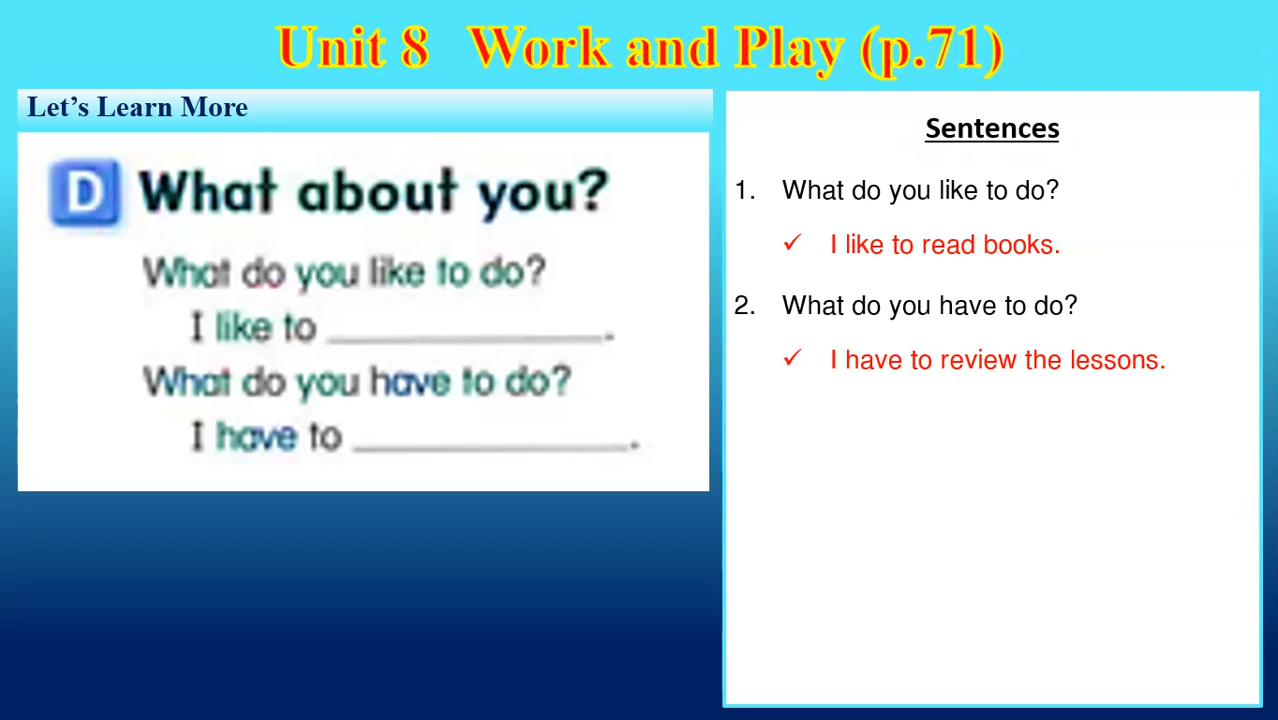 Unit 8 Work and Play (p.71)
Let's Learn More
D What about you?
What do you like to do?
I like to ____________.
What do you have to do?
I have to ____________.
Sentences
1. What do you like to do?
✓ I like to read books.
2. What do you have to do?
✓ I have to review the lessons.